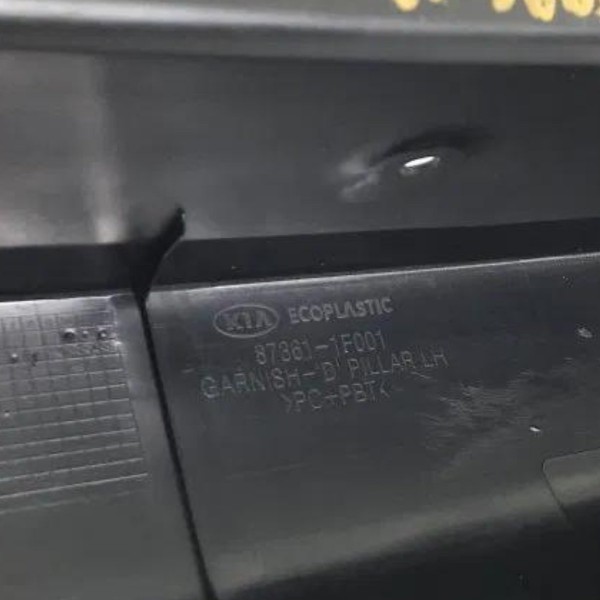 KIA ECOPLASTIC
87361-1F001
GARNISH-D' PILLAR LH
>PC+PBT<